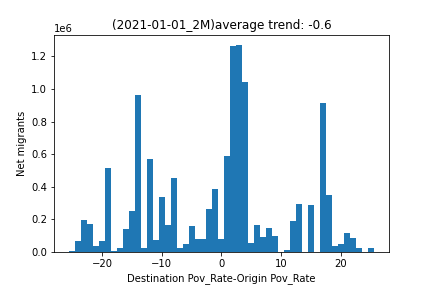 (2021-01-01_2M)average trend: -0.6
1e6
1.2
1.0
0.8
0.6
0.4
0.2
0.0
Net migrants
−20 −10 0 10 20
Destination Pov_Rate-Origin Pov_Rate